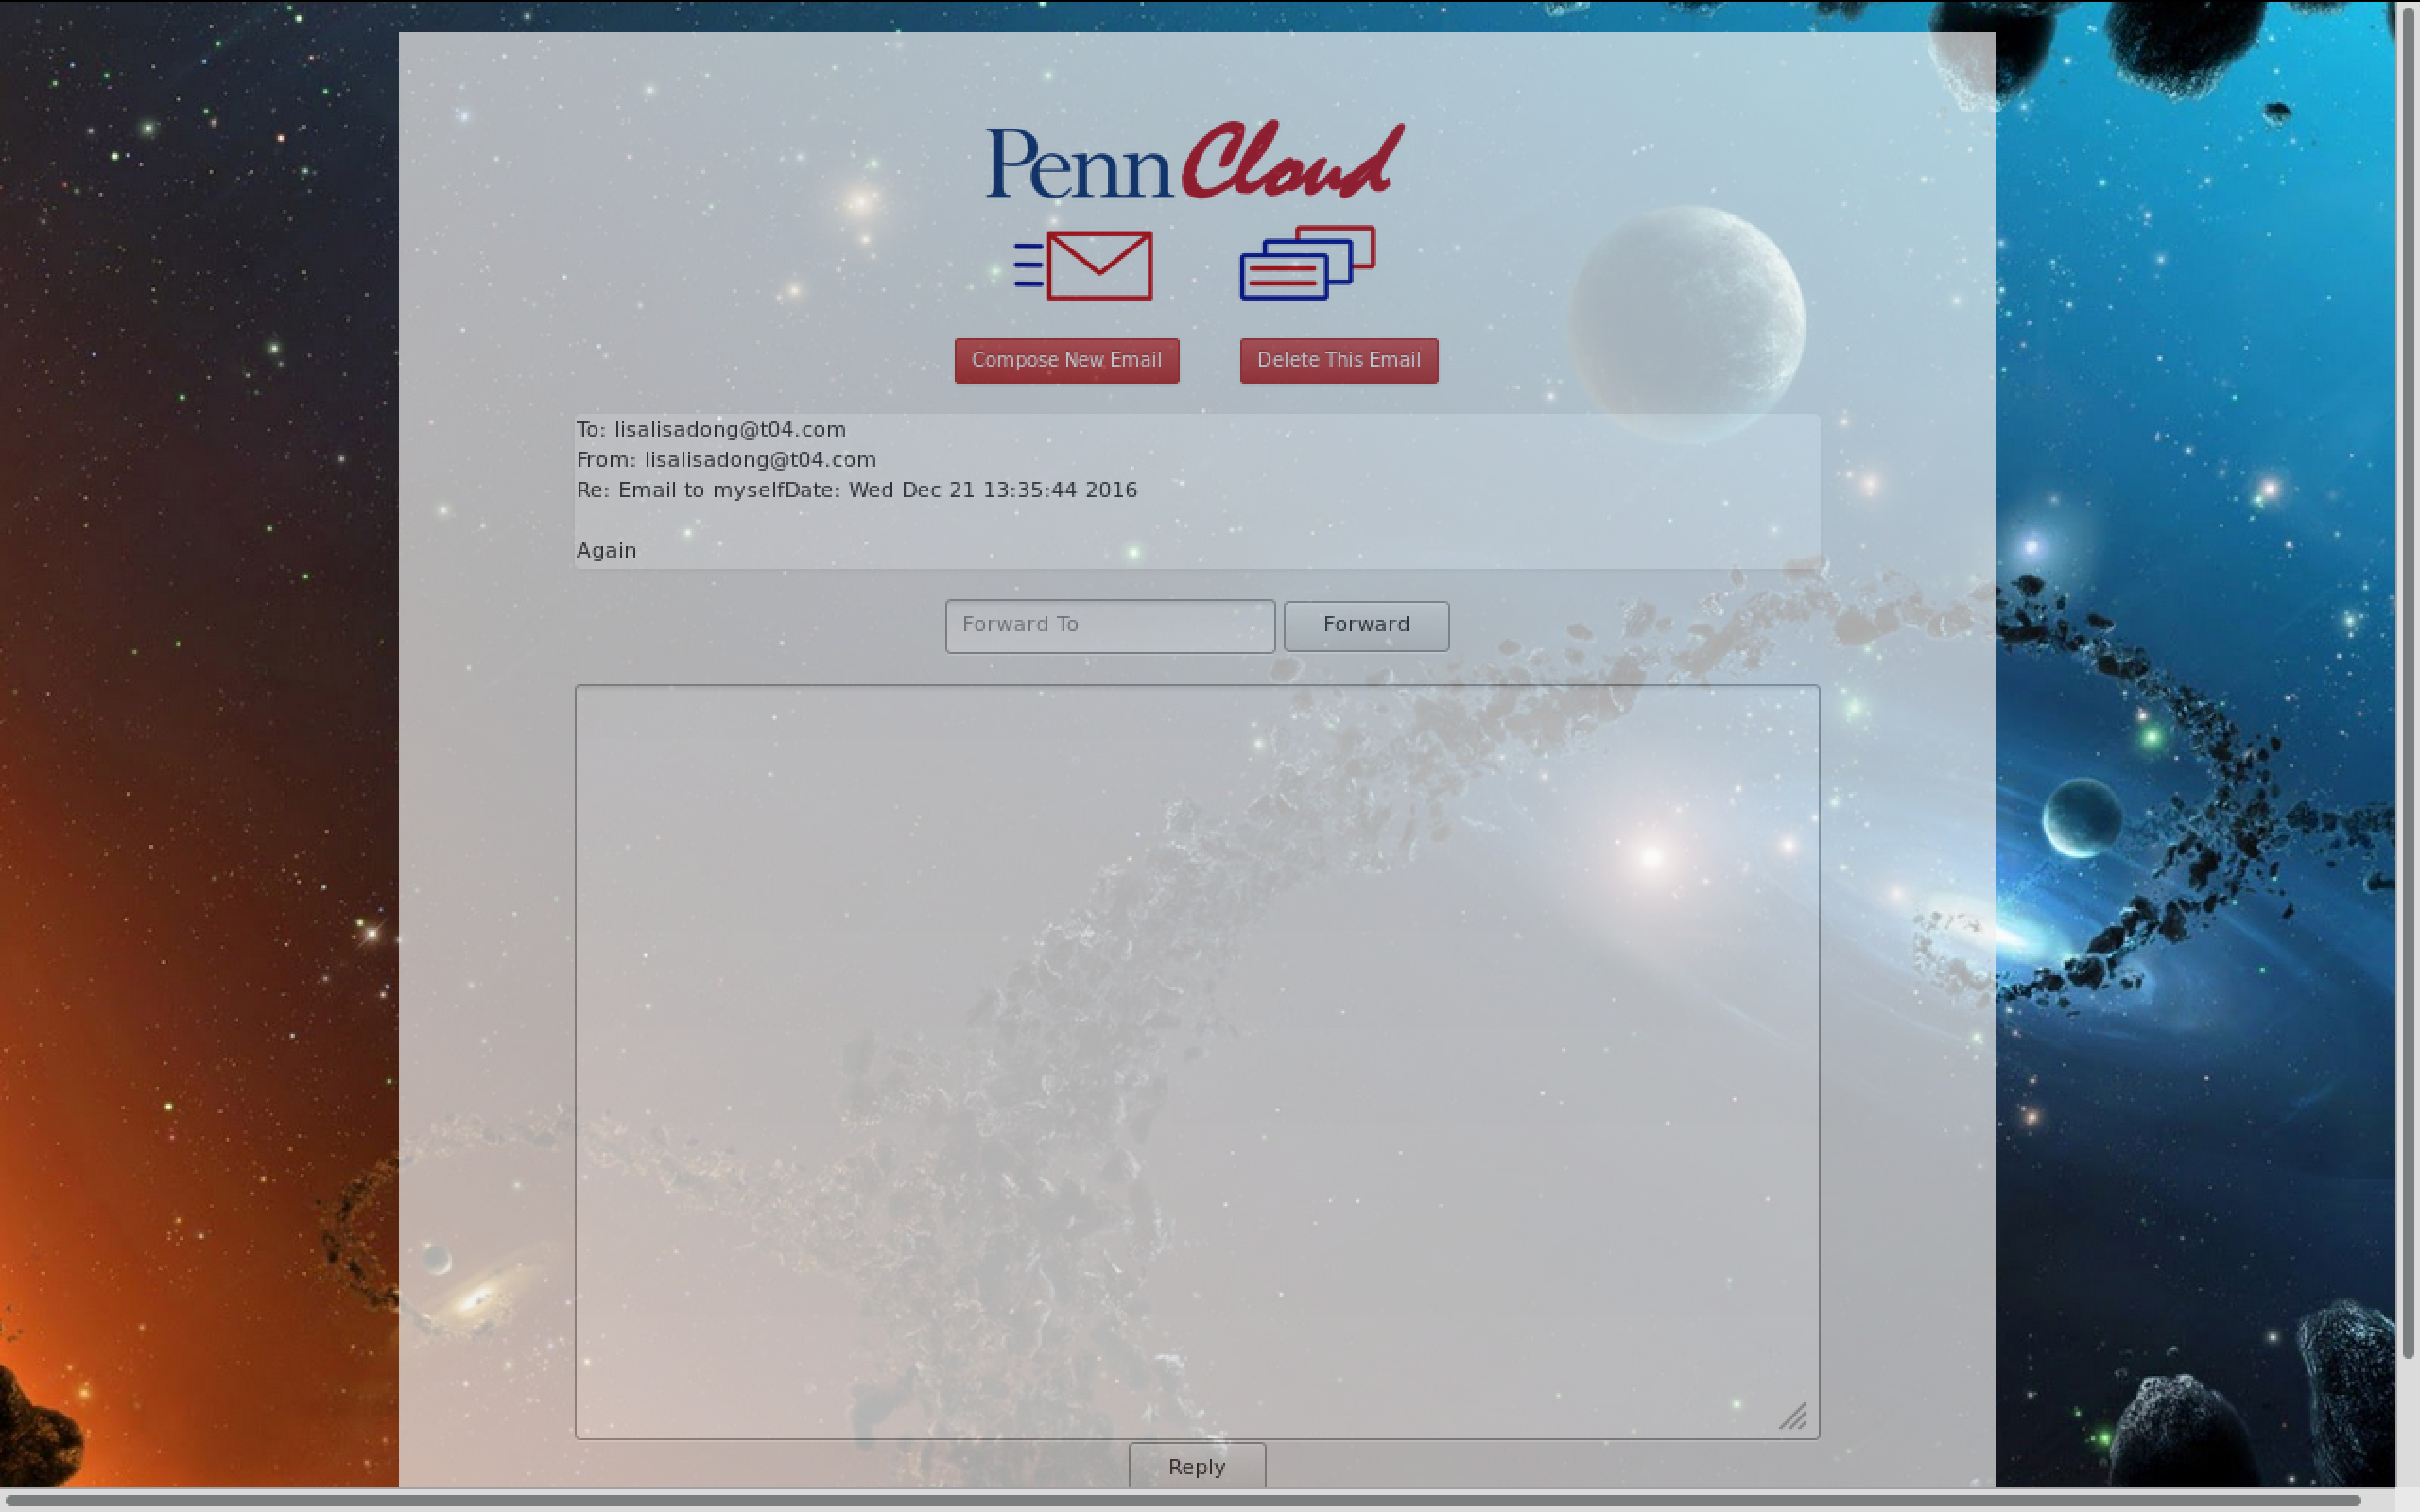 PennCloud
Compose New Email
Delete This Email
To: lisalisadong@t04.com
From: lisalisadong@t04.com
Re: Email to myselfDate: Wed Dec 21 13:35:44 2016
Again
Forward To
Forward
Reply